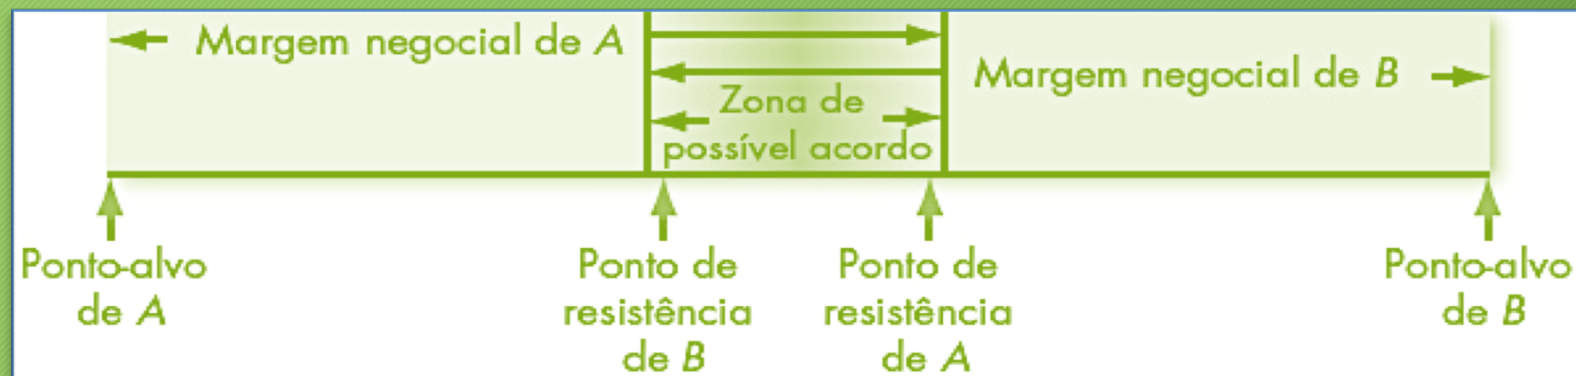 Margem negocial de A
Margem negocial de B
Zona de
possível acordo
Ponto-alvo
de A
Ponto de
resistência
de B
Ponto de
resistência
de A
Ponto-alvo
de B